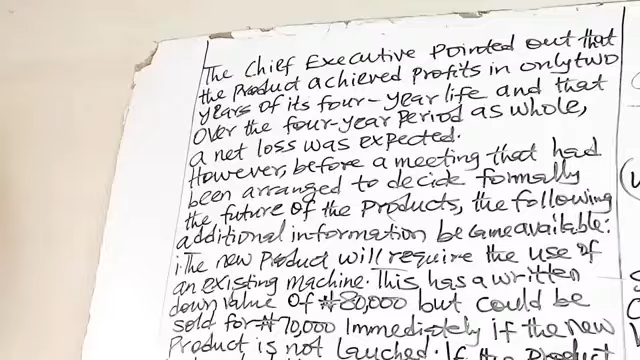 The Chief Executive Pointed out that
the Product achieved Profits in only two
years of its four-year life and that
over the four-year Period as whole,
a net loss was expected.
However, before a meeting that had
been arranged to decide formally
the future of the Products, the following
additional information became available:
i. The new Product will require the use of
an existing machine. This has a written
down value of ₦80,000 but could be
sold for ₦70,000 Immediately if the new
Product is not Lauched. If the Product